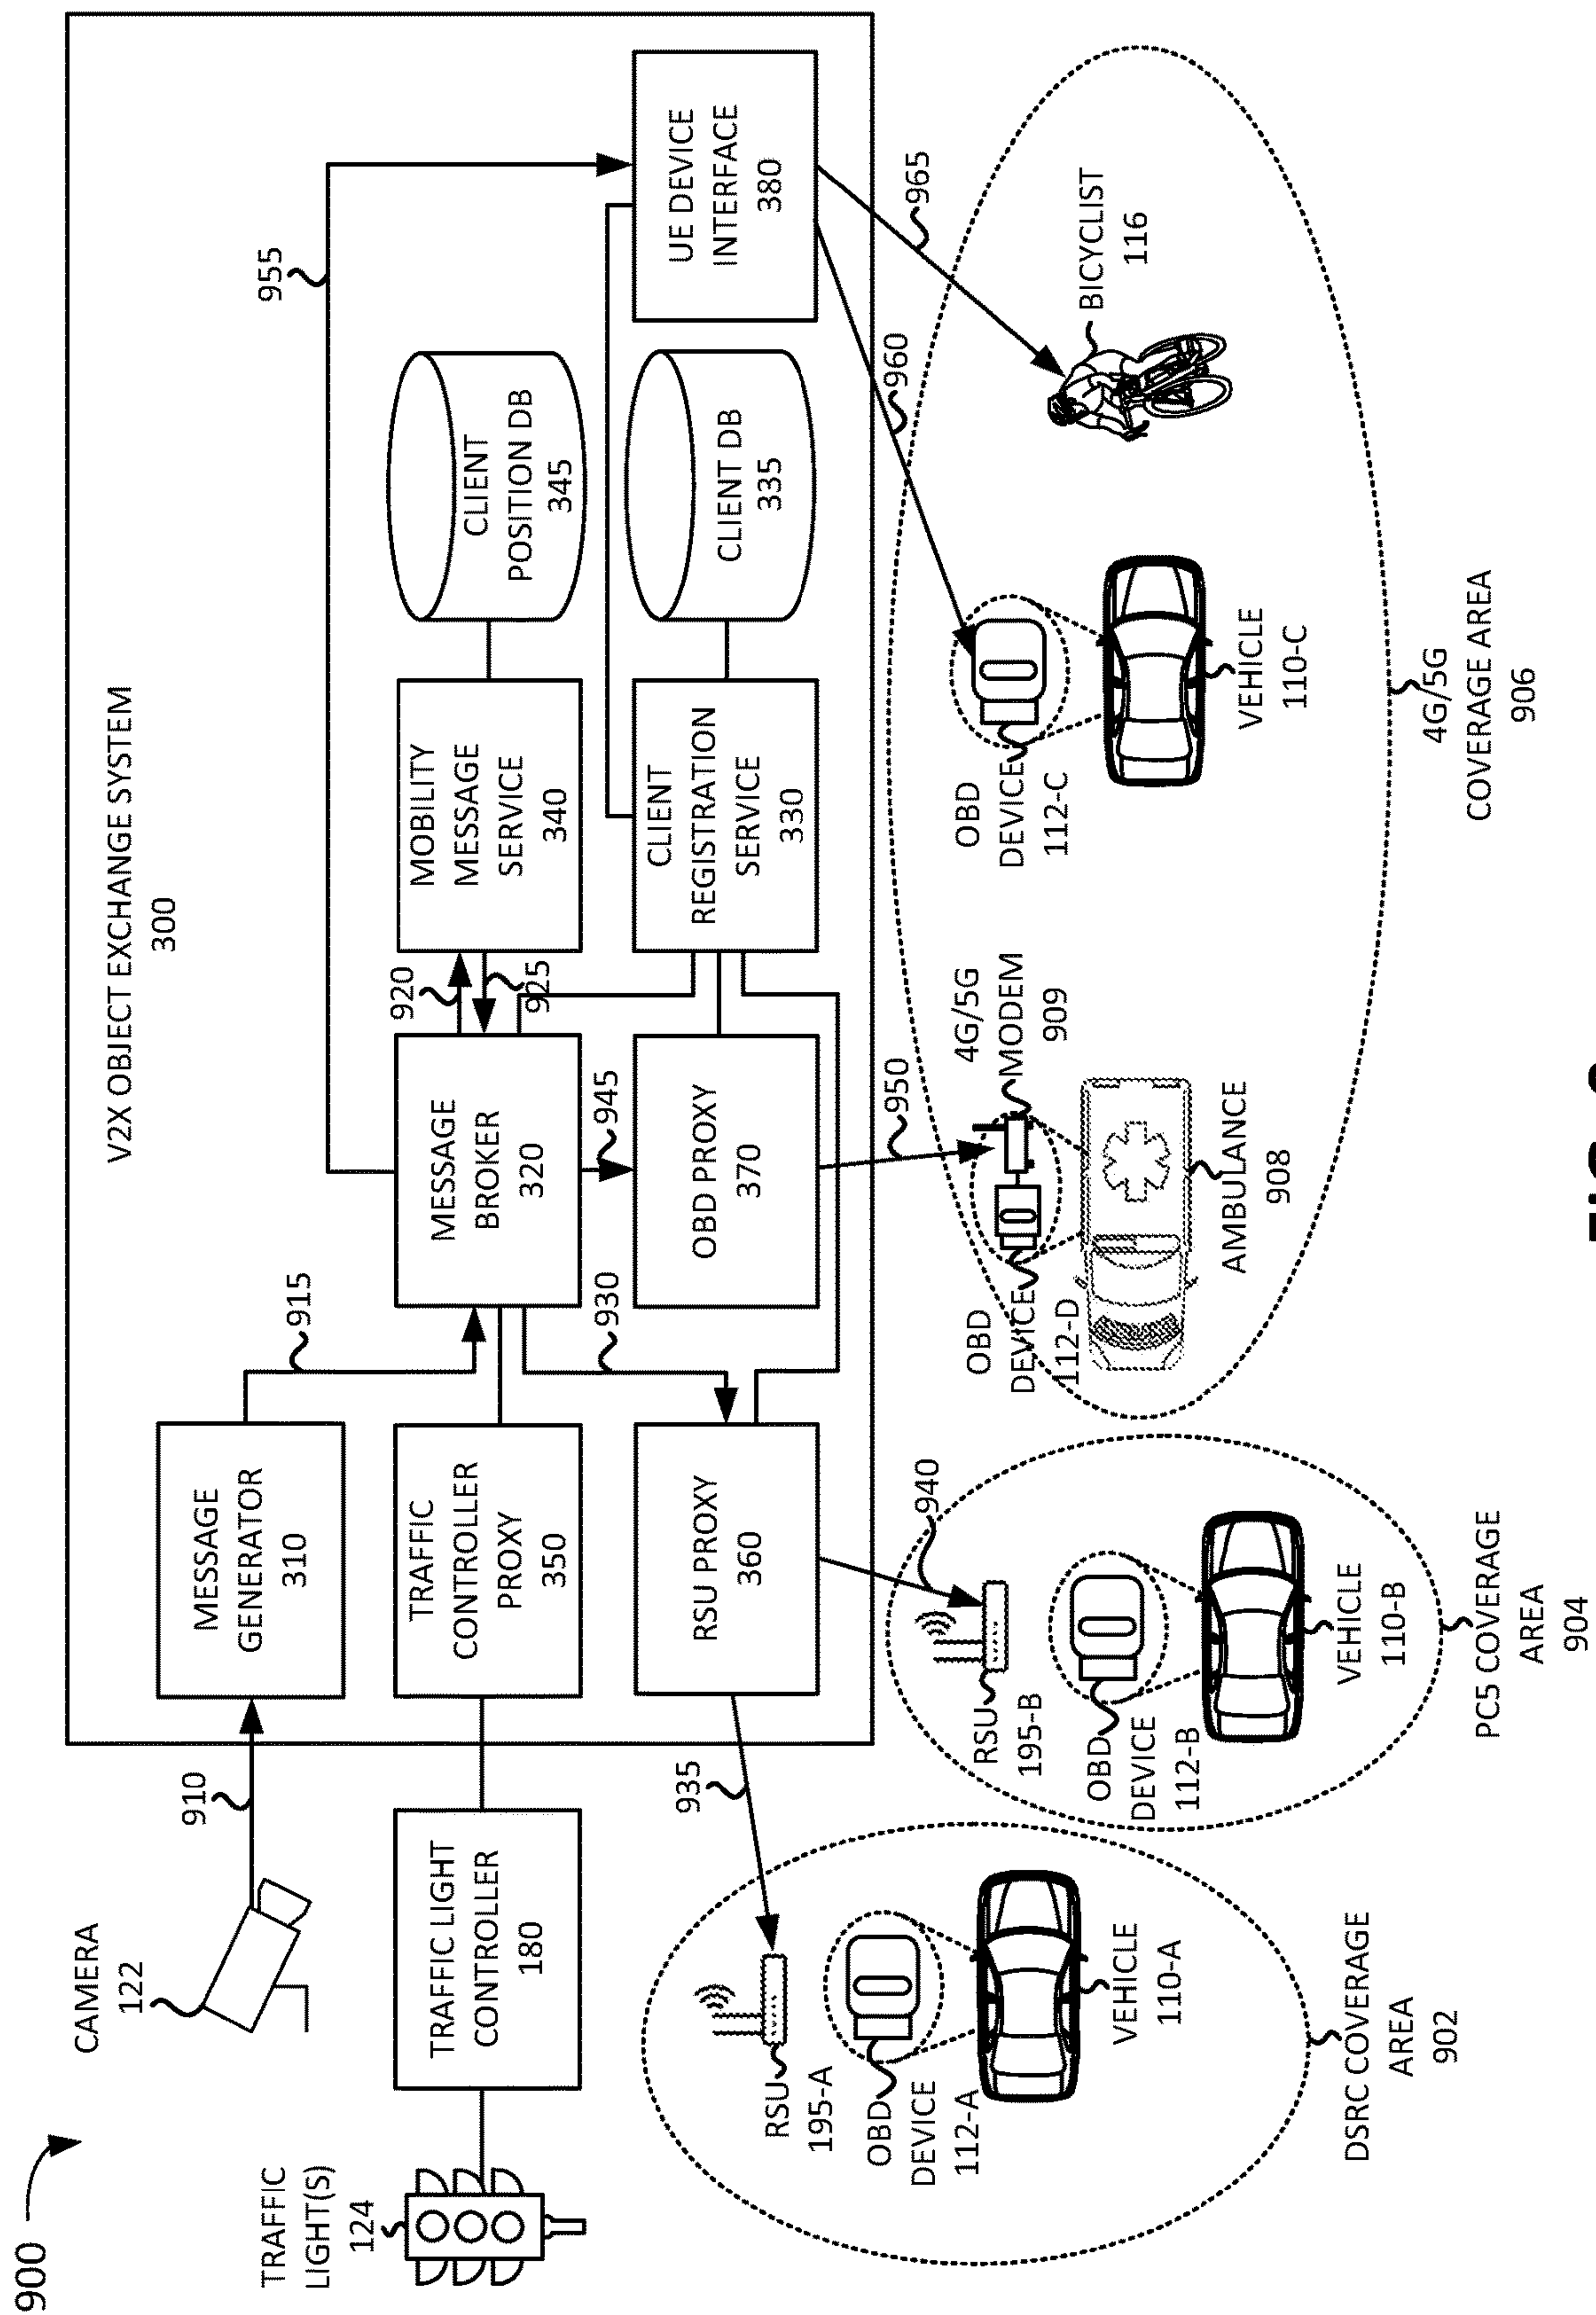 900
V2X OBJECT EXCHANGE SYSTEM
300
CAMERA
122
910
MESSAGE
GENERATOR
310
915
955
TRAFFIC
LIGHT(S)
124
TRAFFIC LIGHT
CONTROLLER
180
TRAFFIC
CONTROLLER
PROXY
350
MESSAGE
BROKER
320
920
925
MOBILITY
MESSAGE
SERVICE
340
CLIENT
POSITION DB
345
930
945
RSU PROXY
360
OBD PROXY
370
CLIENT
REGISTRATION
SERVICE
330
CLIENT DB
335
UE DEVICE
INTERFACE
380
935
940
950
960
965
RSU
195-A
OBD
DEVICE
112-A
VEHICLE
110-A
DSRC COVERAGE
AREA
902
RSU
195-B
OBD
DEVICE
112-B
VEHICLE
110-B
PC5 COVERAGE
AREA
904
OBD
DEVICE
112-D
4G/5G
MODEM
909
AMBULANCE
908
OBD
DEVICE
112-C
VEHICLE
110-C
BICYCLIST
116
4G/5G
COVERAGE AREA
906